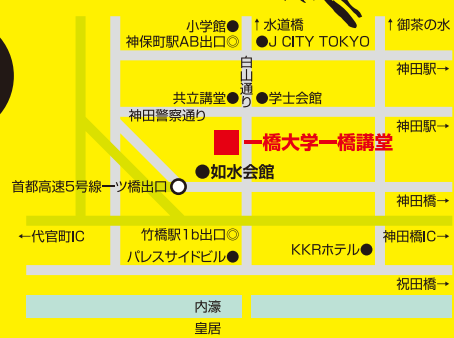 小学館●
↑水道橋
↑御茶の水
神保町駅AB出口◎
●J CITY TOKYO
白山通り
神田駅→
共立講堂●
●学士会館
神田警察通り
神田駅→
一橋大学一橋講堂
●如水会館
首都高速5号線一ツ橋出口
神田橋→
←代官町IC
竹橋駅1b出口◎
神田橋IC→
パレスサイドビル●
KKRホテル●
祝田橋→
内濠
皇居